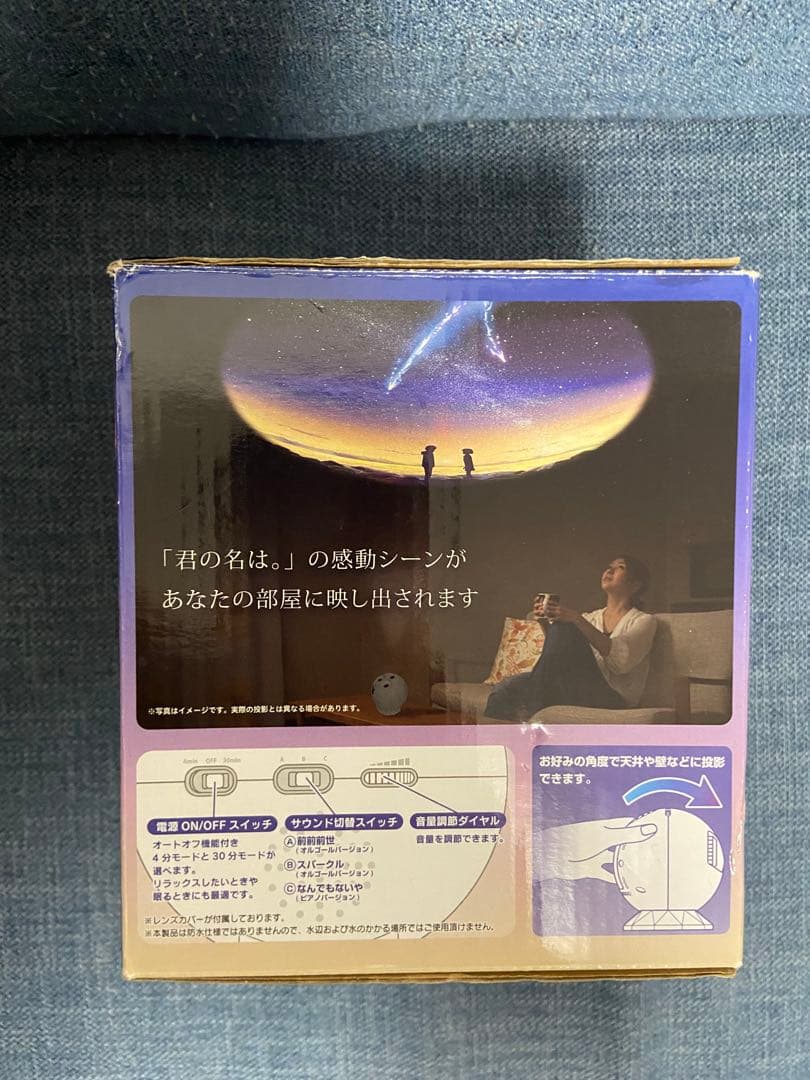 「君の名は。」の感動シーンが
あなたの部屋に映し出されます
※写真はイメージです。実際の投影とは異なる場合があります。
4min OFF 30min
A B C
電源 ON/OFF スイッチ
オートオフ機能付き
4分モードと30分モードが
選べます。
リラックスしたいときや
眠るときにも最適です。
サウンド切替スイッチ
Ⓐ前前前世
(オルゴールバージョン)
Ⓑスパークル
(オルゴールバージョン)
Ⓒなんでもないや
(ピアノバージョン)
音量調節ダイヤル
音量を調節できます。
※レンズカバーが付属しております。
※本製品は防水仕様ではありませんので、水辺および水のかかる場所ではご使用頂けません。
お好みの角度で天井や壁などに投影
できます。